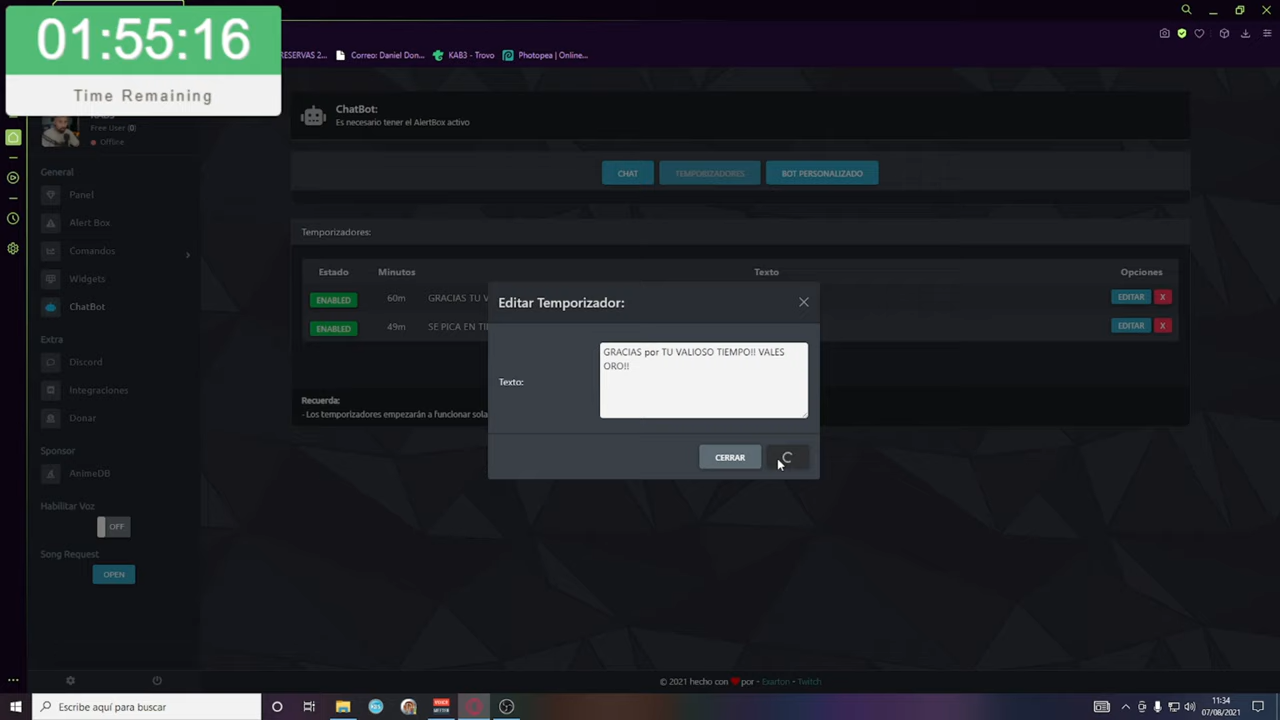 01:55:16
Time Remaining
RESERVAS 2...
Correo: Daniel Don...
KAB3 - Trovo
Photopea | Online...
Free User (0)
Offline
General
Panel
Alert Box
Comandos
Widgets
ChatBot
Extra
Discord
Integraciones
Donar
Sponsor
AnimeDB
Habilitar Voz
OFF
Song Request
OPEN
ChatBot:
Es necesario tener el AlertBox activo
CHAT
TEMPORIZADORES
BOT PERSONALIZADO
Temporizadores:
Estado Minutos Texto Opciones
ENABLED 60m GRACIAS TU V EDITAR X
ENABLED 49m SE PICA EN TI EDITAR X
Recuerda:
- Los temporizadores empezarán a funcionar sola
Editar Temporizador:
Texto:
GRACIAS por TU VALIOSO TIEMPO!! VALES
ORO!!
CERRAR
© 2021 hecho con por - Exarton - Twitch
Escribe aquí para buscar
11:34
07/08/2021